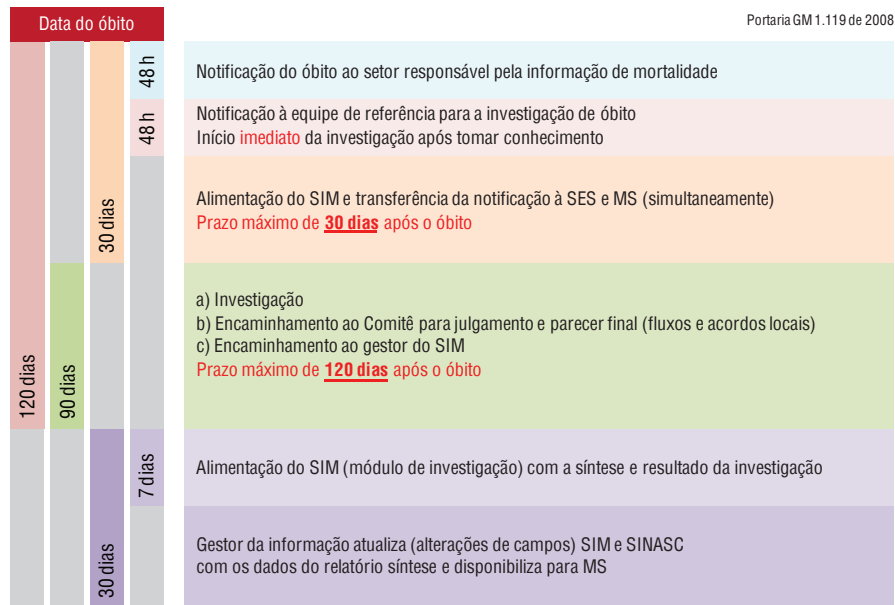 Data do óbito
Portaria GM 1.119 de 2008
48 h
Notificação do óbito ao setor responsável pela informação de mortalidade
48 h
Notificação à equipe de referência para a investigação de óbito
Início imediato da investigação após tomar conhecimento
30 dias
Alimentação do SIM e transferência da notificação à SES e MS (simultaneamente)
Prazo máximo de 30 dias após o óbito
120 dias
90 dias
a) Investigação
b) Encaminhamento ao Comitê para julgamento e parecer final (fluxos e acordos locais)
c) Encaminhamento ao gestor do SIM
Prazo máximo de 120 dias após o óbito
7 dias
Alimentação do SIM (módulo de investigação) com a síntese e resultado da investigação
30 dias
Gestor da informação atualiza (alterações de campos) SIM e SINASC
com os dados do relatório síntese e disponibiliza para MS